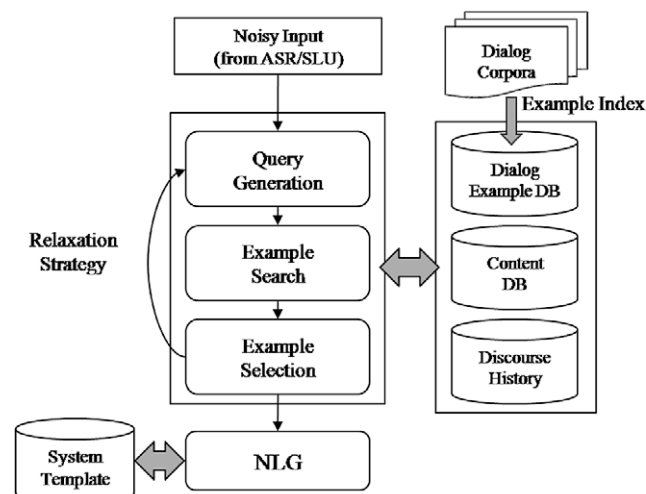 Noisy Input
(from ASR/SLU)
Dialog
Corpora
Example Index
Query
Generation
Dialog
Example DB
Relaxation
Strategy
Example
Search
Content
DB
Example
Selection
Discourse
History
System
Template
NLG